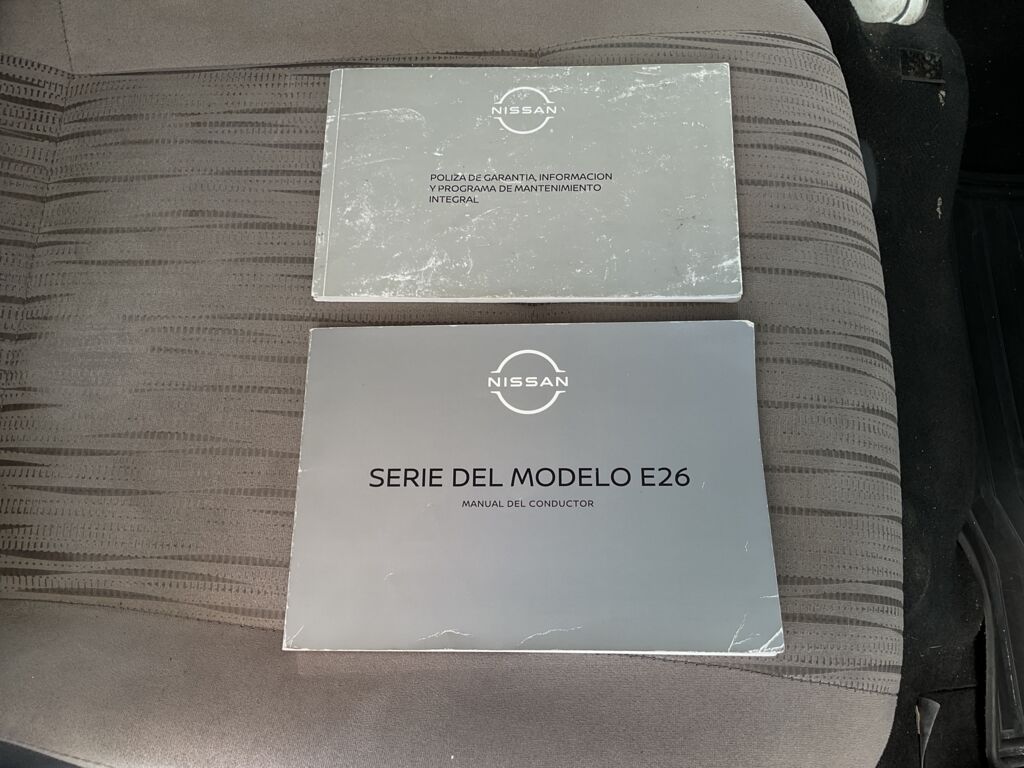 NISSAN
POLIZA DE GARANTIA, INFORMACION
Y PROGRAMA DE MANTENIMIENTO
INTEGRAL
NISSAN
SERIE DEL MODELO E26
MANUAL DEL CONDUCTOR